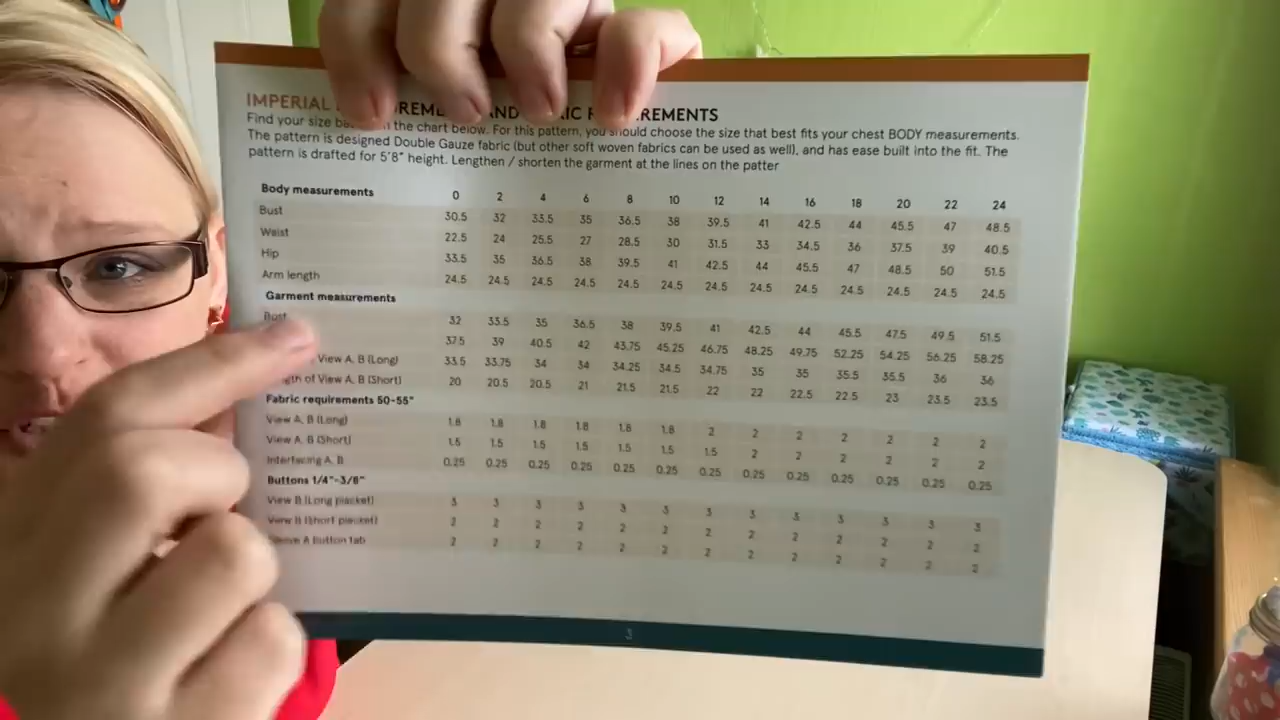 IMPERIAL AND REMENTS
Find your size the chart below. For this pattern, you should choose the size that best fits your chest BODY measurements.
The pattern is designed Double Gauze fabric (but other soft woven fabrics can be used as well), and has ease built into the fit. The
pattern is drafted for 5'8" height. Lengthen / shorten the garment at the lines on the patter
Body measurements 0 2 4 6 8 10 12 14 16 18 20 22 24
Bust 30.5 32 33.5 35 36.5 38 39.5 41 42.5 44 45.5 47 48.5
Waist 22.5 24 25.5 27 28.5 30 31.5 33 34.5 36 37.5 39 40.5
Hip 33.5 35 36.5 38 39.5 41 42.5 44 45.5 47 48.5 50 51.5
Arm length 24.5 24.5 24.5 24.5 24.5 24.5 24.5 24.5 24.5 24.5 24.5 24.5 24.5
Garment measurements
Bust 32 33.5 35 36.5 38 39.5 41 42.5 44 45.5 47.5 49.5 51.5
37.5 39 40.5 42 43.75 45.25 46.75 48.25 49.75 52.25 54.25 56.25 58.25
View A, B (Long) 33.5 33.75 34 34 34.25 34.5 34.75 35 35 35.5 35.5 36 36
of View A, B (Short) 20 20.5 20.5 21 21.5 21.5 22 22 22.5 22.5 23 23.5 23.5
Fabric requirements 50-55"
View A, B (Long) 1.8 1.8 1.8 1.8 1.8 1.8 2 2 2 2 2 2 2
View A, B (Short) 1.5 1.5 1.5 1.5 1.5 1.5 1.5 2 2 2 2 2 2
Interfacing A, B 0.25 0.25 0.25 0.25 0.25 0.25 0.25 0.25 0.25 0.25 0.25 0.25 0.25
Buttons 1/4"-3/8"
View B (Long placket) 3 3 3 3 3 3 3 3 3 3 3 3 3
View B (Short placket) 2 2 2 2 2 2 2 2 2 2 2 2 2
Sleeve A Button tab 2 2 2 2 2 2 2 2 2 2 2 2 2
3